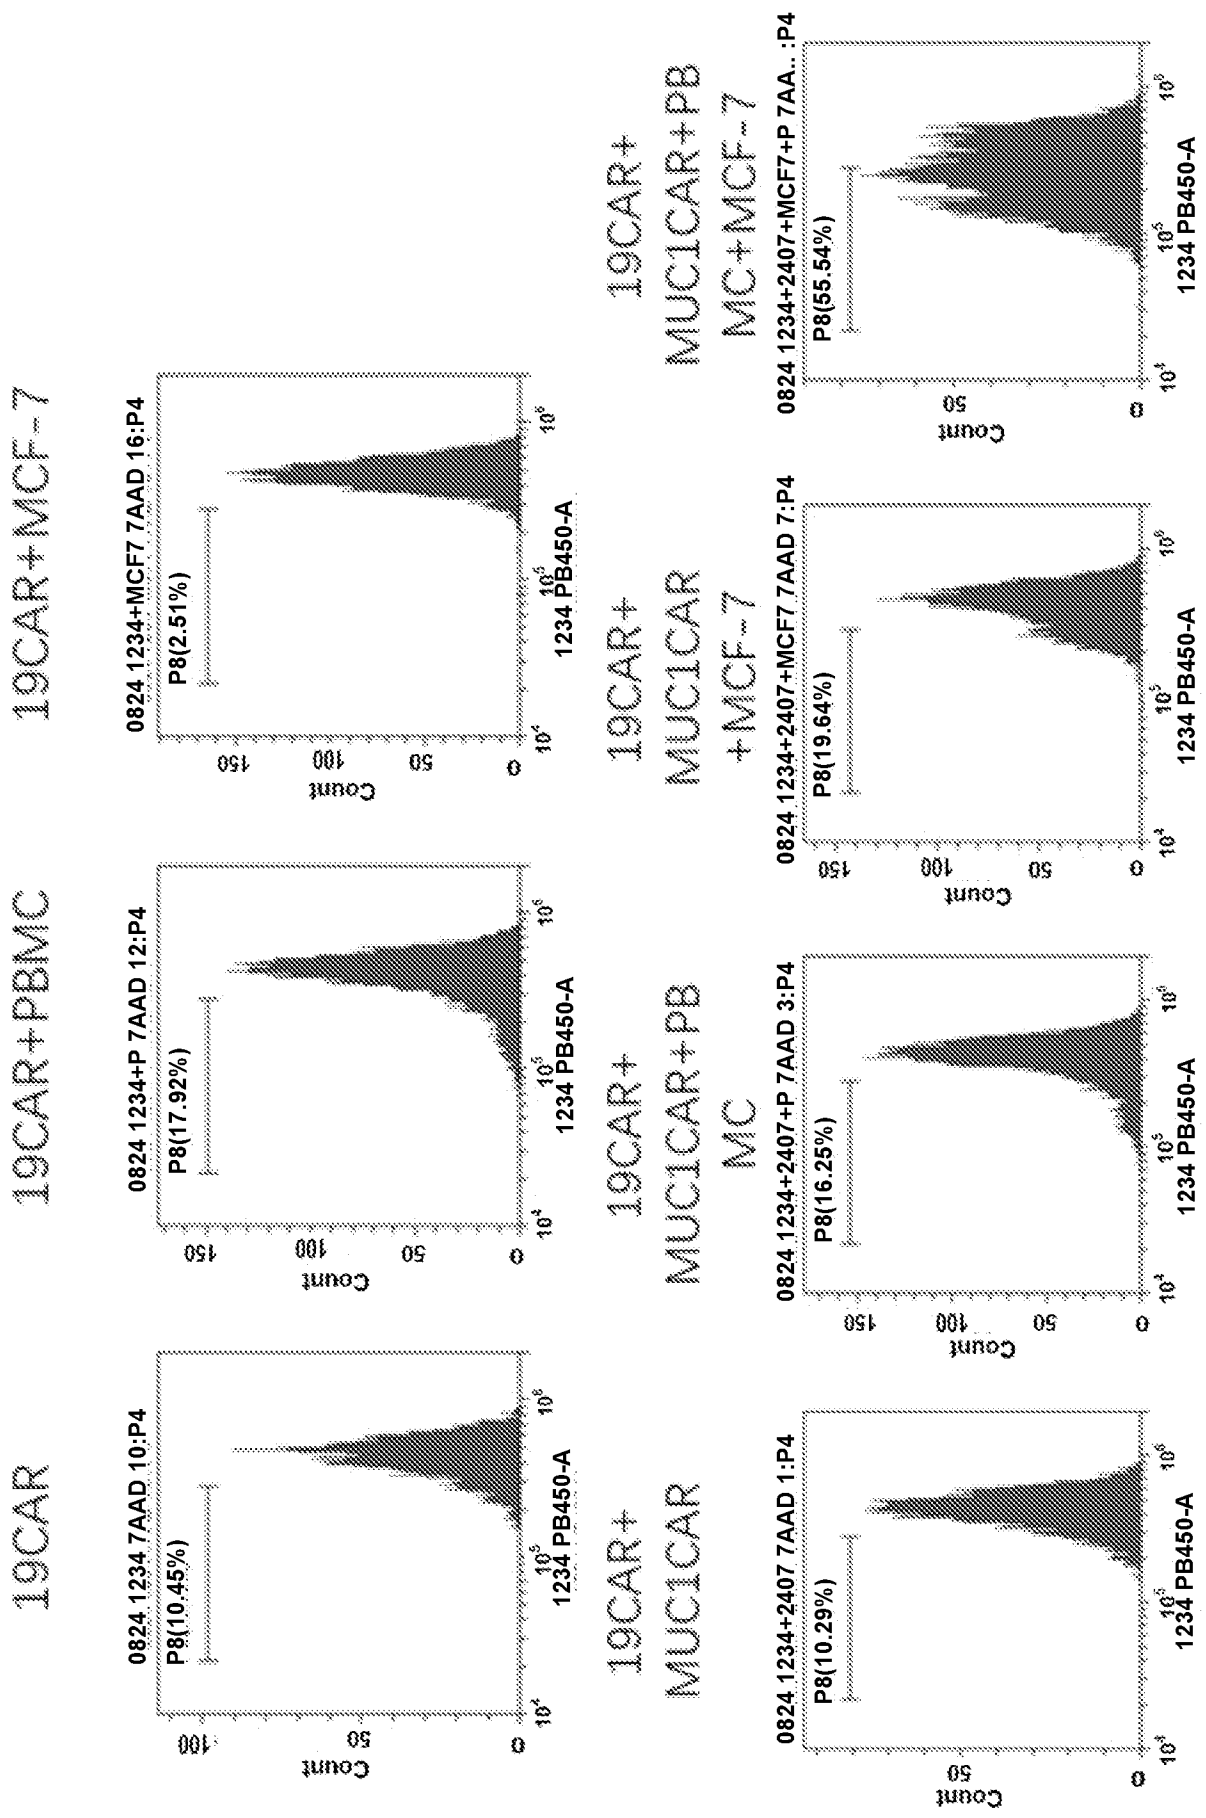 19CAR
0824 1234 7AAD 10:P4
P8(10.45%)
Count
100
50
0
10⁴
10⁵
10⁶
1234 PB450-A
19CAR+PBMC
0824 1234+P 7AAD 12:P4
P8(17.92%)
Count
150
100
50
0
10⁴
10⁵
10⁶
1234 PB450-A
19CAR+MCF-7
0824 1234+MCF7 7AAD 16:P4
P8(2.51%)
Count
150
100
50
0
10⁴
10⁵
10⁶
1234 PB450-A
19CAR+
MUC1CAR
0824 1234+2407 7AAD 1:P4
P8(10.29%)
Count
50
0
10⁴
10⁵
10⁶
1234 PB450-A
19CAR+
MUC1CAR+PB
MC
0824 1234+2407+P 7AAD 3:P4
P8(16.25%)
Count
150
100
50
0
10⁴
10⁵
10⁶
1234 PB450-A
19CAR+
MUC1CAR
+MCF-7
0824 1234+2407+MCF7 7AAD 7:P4
P8(19.64%)
Count
150
100
50
0
10⁴
10⁵
10⁶
1234 PB450-A
19CAR+
MUC1CAR+PB
MC+MCF-7
0824 1234+2407+MCF7+P 7AA.. :P4
P8(55.54%)
Count
50
0
10⁴
10⁵
10⁶
1234 PB450-A